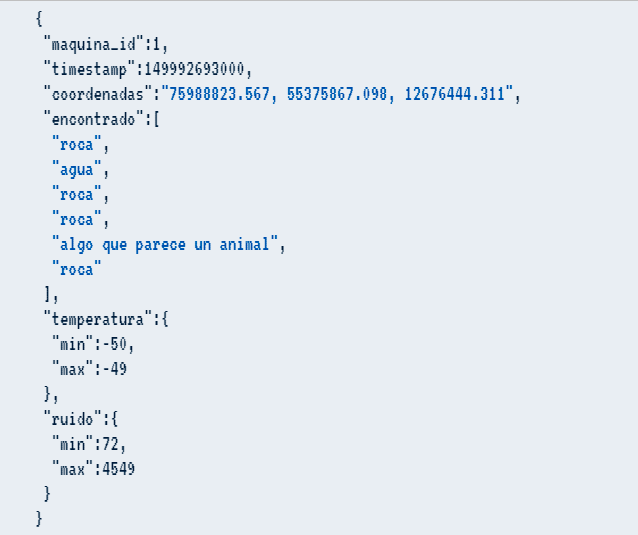 {
"maquina_id":1,
"timestamp":149992693000,
"coordenadas":"75988823.567, 55375867.098, 12676444.311",
"encontrado":[
"roca",
"agua",
"roca",
"roca",
"algo que parece un animal",
"roca"
],
"temperatura":{
"min":-50,
"max":-49
},
"ruido":{
"min":72,
"max":4549
}
}